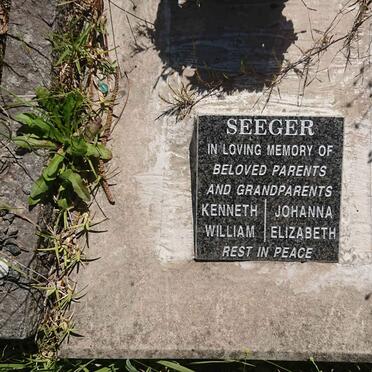 SEEGER
IN LOVING MEMORY OF
BELOVED PARENTS
AND GRANDPARENTS
KENNETH | JOHANNA
WILLIAM | ELIZABETH
REST IN PEACE